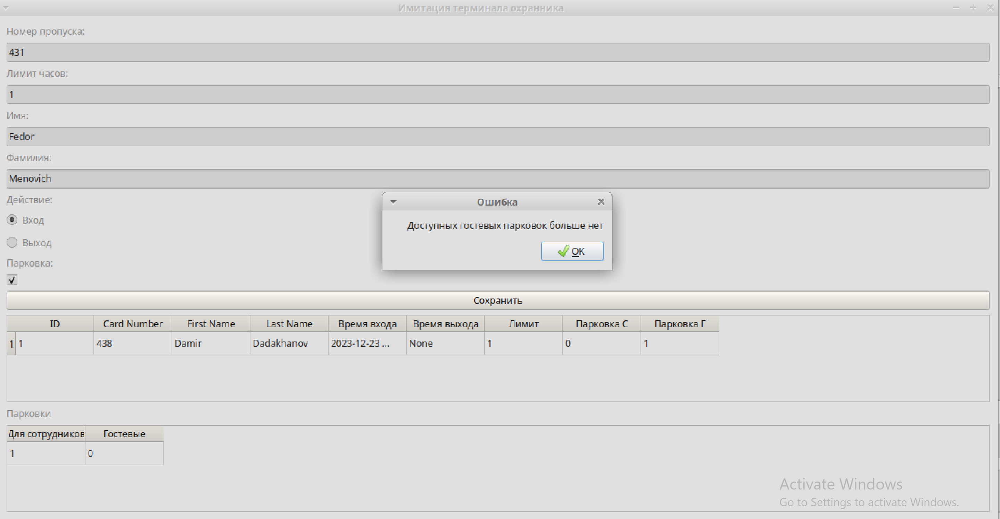 Имитация терминала охранника
Номер пропуска:
431
Лимит часов:
1
Имя:
Fedor
Фамилия:
Menovich
Действие:
Вход
Выход
Ошибка
Доступных гостевых парковок больше нет
OK
Парковка:
Сохранить
ID Card Number First Name Last Name Время входа Время выхода Лимит Парковка С Парковка Г
1 1 438 Damir Dadakhanov 2023-12-23 ... None 1 0 1
Парковки
Для сотрудников Гостевые
1 0
Activate Windows
Go to Settings to activate Windows.